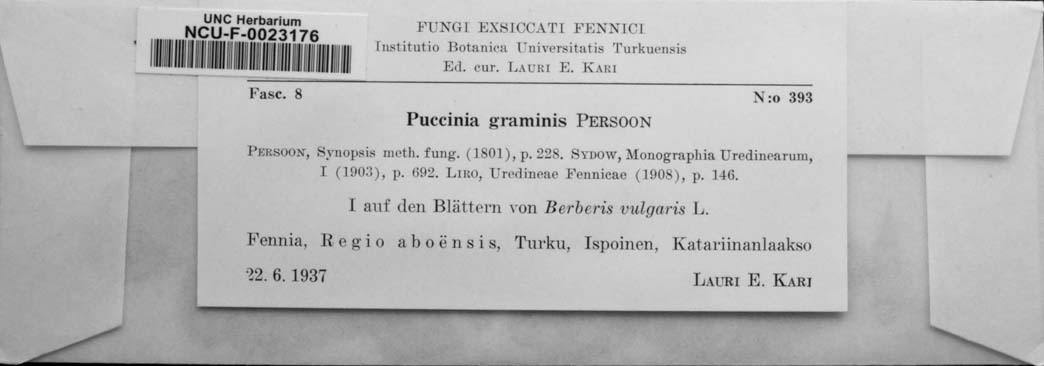 UNC Herbarium
NCU-F-0023176
FUNGI EXSICCATI FENNICI
Institutio Botanica Universitatis Turkuensis
Ed. cur. LAURI E. KARI
Fasc. 8 N:o 393
Puccinia graminis PERSOON
PERSOON, Synopsis meth. fung. (1801), p. 228. SYDOW, Monographia Uredinearum,
I (1903), p. 692. LIRO, Uredineae Fennicae (1908), p. 146.
I auf den Blättern von Berberis vulgaris L.
Fennia, Regio aboënsis, Turku, Ispoinen, Katariinanlaakso
22. 6. 1937 LAURI E. KARI